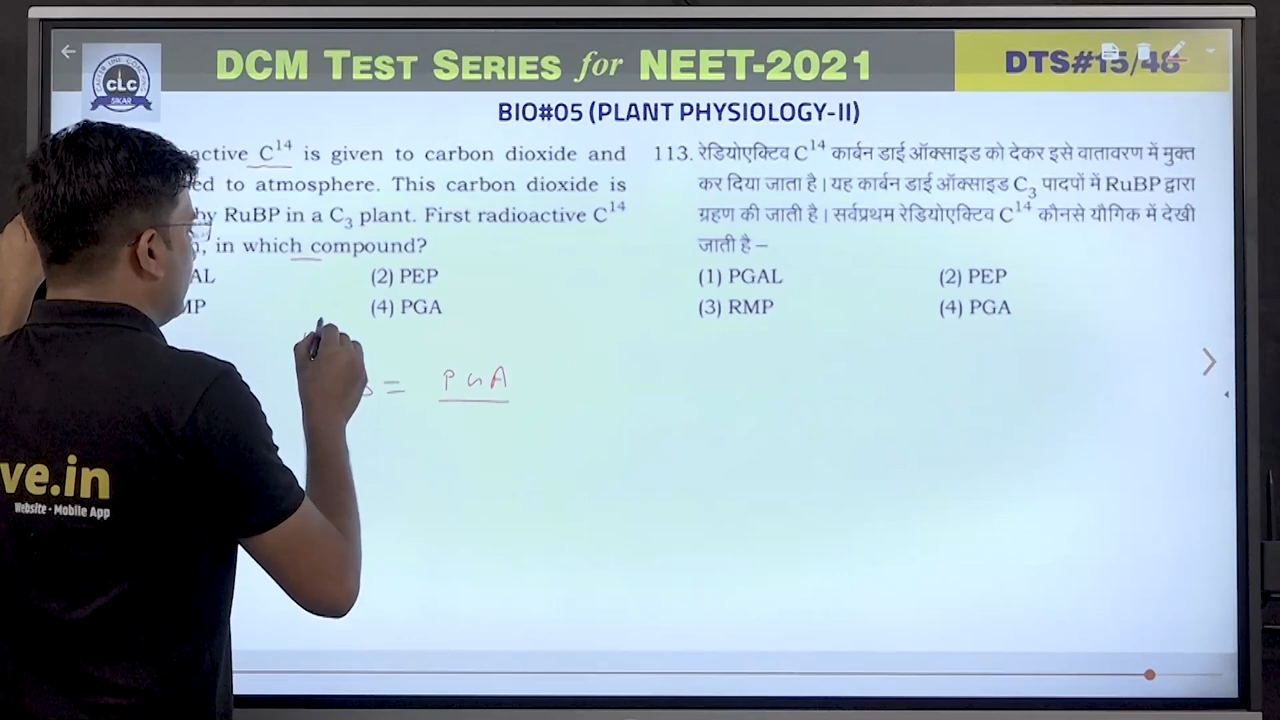 DCM TEST SERIES for NEET-2021
DTS#15/48
CLC
SIKAR
BIO#05 (PLANT PHYSIOLOGY-II)
active C14 is given to carbon dioxide and
ed to atmosphere. This carbon dioxide is
by RuBP in a C3 plant. First radioactive C14
, in which compound?
AL
(2) PEP
MP
(4) PGA
113. रेडियोएक्टिव C14 कार्बन डाई ऑक्साइड को देकर इसे वातावरण में मुक्त
कर दिया जाता है। यह कार्बन डाई ऑक्साइड C3 पादपों में RuBP द्वारा
ग्रहण की जाती है। सर्वप्रथम रेडियोएक्टिव C14 कौनसे यौगिक में देखी
जाती है –
(1) PGAL
(2) PEP
(3) RMP
(4) PGA
= PGA
ve.in
Website - Mobile App